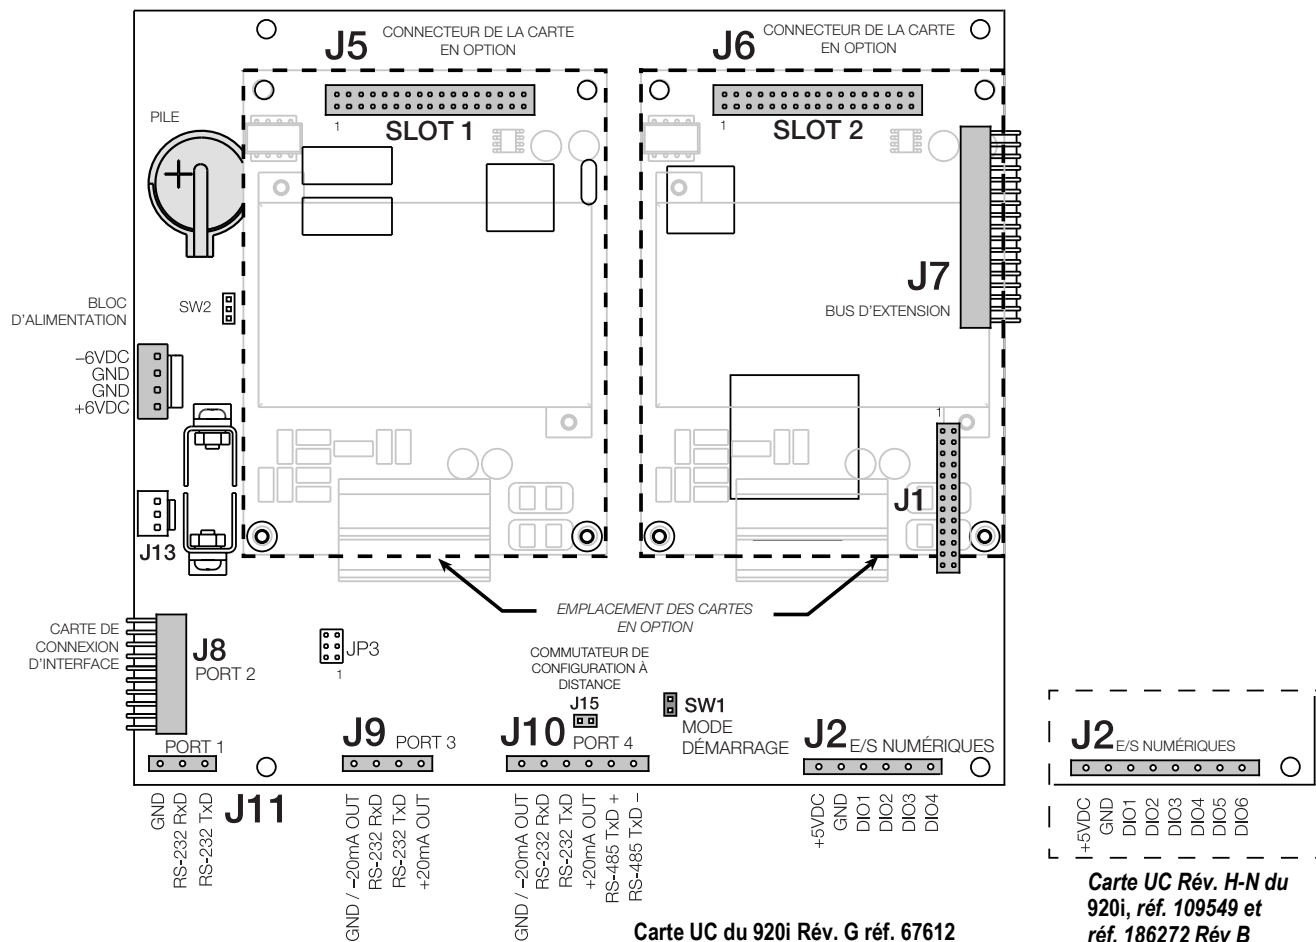 J5
CONNECTEUR DE LA CARTE
EN OPTION
J6
CONNECTEUR DE LA CARTE
EN OPTION
PILE
1
SLOT 1
1
SLOT 2
+
J7
BUS D'EXTENSION
SW2
BLOC
D'ALIMENTATION
–6VDC
GND
GND
+6VDC
1
J1
J13
EMPLACEMENT DES CARTES
EN OPTION
CARTE DE
CONNEXION
D'INTERFACE
J8
PORT 2
JP3
1
COMMUTATEUR DE
CONFIGURATION À
DISTANCE
J15
SW1
MODE
DÉMARRAGE
PORT 1
J9 PORT 3
J10 PORT 4
J2 E/S NUMÉRIQUES
J2 E/S NUMÉRIQUES
J11
GND
RS-232 RxD
RS-232 TxD
GND / –20mA OUT
RS-232 RxD
RS-232 TxD
+20mA OUT
GND / –20mA OUT
RS-232 RxD
RS-232 TxD
+20mA OUT
RS-485 TxD +
RS-485 TxD –
+5VDC
GND
DIO1
DIO2
DIO3
DIO4
+5VDC
GND
DIO1
DIO2
DIO3
DIO4
DIO5
DIO6
Carte UC du 920i Rév. G réf. 67612
Carte UC Rév. H-N du
920i, réf. 109549 et
réf. 186272 Rév B